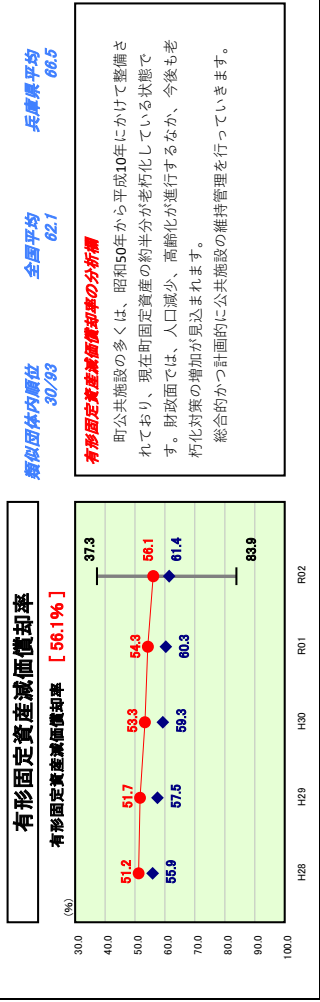 有形固定資産減価償却率
有形固定資産減価償却率 [ 56.1% ]
(%)
30.0
40.0
50.0
60.0
70.0
80.0
90.0
100.0
51.2
51.7
53.3
54.3
56.1
55.9
57.5
59.3
60.3
61.4
37.3
83.9
H28
H29
H30
R01
R02
類似団体内順位
30/93
全国平均
62.1
兵庫県平均
66.5
有形固定資産減価償却率の分析欄
町公共施設の多くは、昭和50年から平成10年にかけて整備さ
れており、現在町固定資産の約半分が老朽化している状態で
す。財政面では、人口減少、高齢化が進行するなか、今後も老
朽化対策の増加が見込まれます。
総合的かつ計画的に公共施設の維持管理を行っていきます。